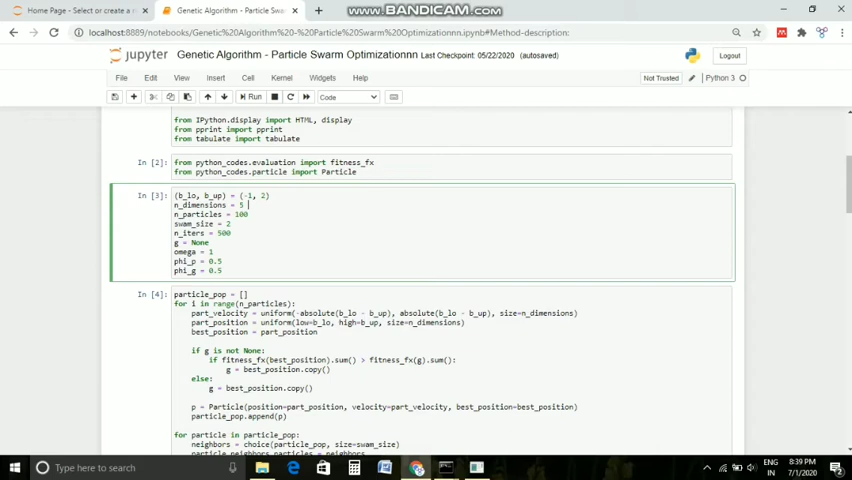 www.BANDICAM.com
Home Page - Select or create a n
Genetic Algorithm - Particle Swar
localhost:8889/notebooks/Genetic%20Algorithm%20-%20Particle%20Swarm%20Optimizationnn.ipynb#Method-description:
jupyter Genetic Algorithm - Particle Swarm Optimizationnn Last Checkpoint: 05/22/2020 (autosaved)
Logout
File Edit View Insert Cell Kernel Widgets Help
Not Trusted
Python 3
Run
Code
from IPython.display import HTML, display
from pprint import pprint
from tabulate import tabulate
In [2]: from python_codes.evaluation import fitness_fx
from python_codes.particle import Particle
In [3]: (b_lo, b_up) = (-1, 2)
n_dimensions = 5
n_particles = 100
swam_size = 2
n_iters = 500
g = None
omega = 1
phi_p = 0.5
phi_g = 0.5
In [4]: particle_pop = []
for i in range(n_particles):
part_velocity = uniform(-absolute(b_lo - b_up), absolute(b_lo - b_up), size=n_dimensions)
part_position = uniform(low=b_lo, high=b_up, size=n_dimensions)
best_position = part_position
if g is not None:
if fitness_fx(best_position).sum() > fitness_fx(g).sum():
g = best_position.copy()
else:
g = best_position.copy()
p = Particle(position=part_position, velocity=part_velocity, best_position=best_position)
particle_pop.append(p)
for particle in particle_pop:
neighbors = choice(particle_pop, size=swam_size)
particle.neighbors_particles = neighbors
Type here to search
ENG
IN
8:39 PM
7/1/2020